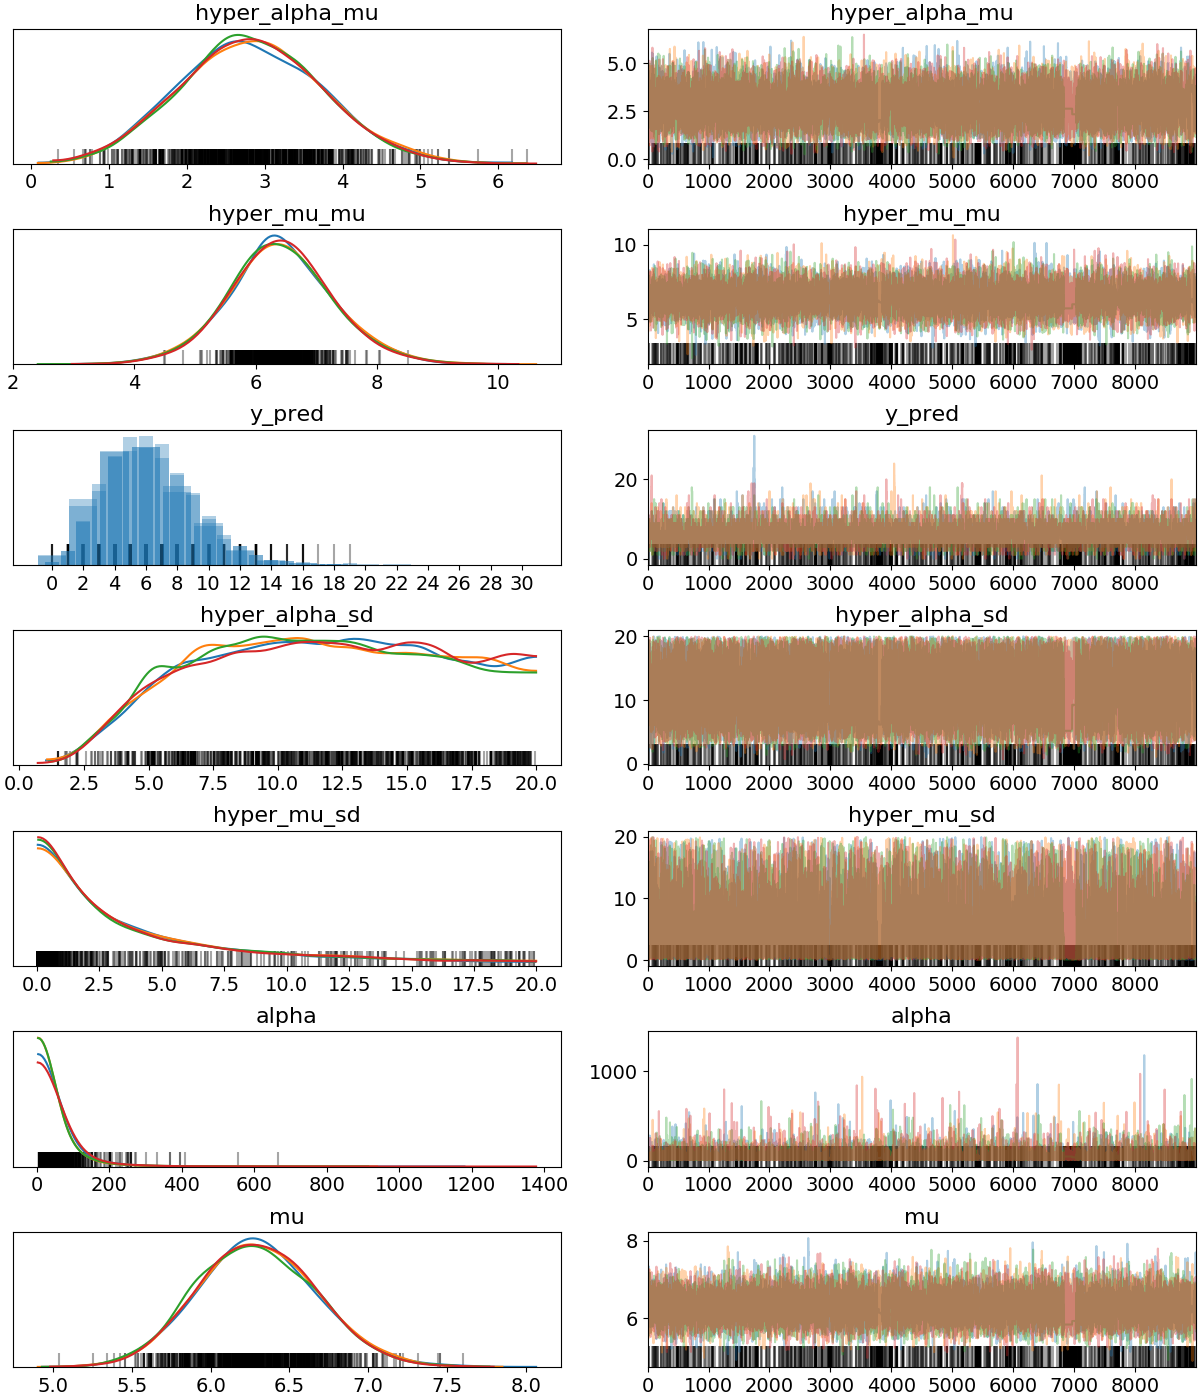 hyper_alpha_mu hyper_alpha_mu
5.0
2.5
0.0
0 1 2 3 4 5 6 0 1000 2000 3000 4000 5000 6000 7000 8000
hyper_mu_mu hyper_mu_mu
10
5
2 4 6 8 10 0 1000 2000 3000 4000 5000 6000 7000 8000
y_pred y_pred
20
0
0 2 4 6 8 10 12 14 16 18 20 22 24 26 28 30 0 1000 2000 3000 4000 5000 6000 7000 8000
hyper_alpha_sd hyper_alpha_sd
20
10
0
0.0 2.5 5.0 7.5 10.0 12.5 15.0 17.5 20.0 0 1000 2000 3000 4000 5000 6000 7000 8000
hyper_mu_sd hyper_mu_sd
20
10
0
0.0 2.5 5.0 7.5 10.0 12.5 15.0 17.5 20.0 0 1000 2000 3000 4000 5000 6000 7000 8000
alpha alpha
1000
0
0 200 400 600 800 1000 1200 1400 0 1000 2000 3000 4000 5000 6000 7000 8000
mu mu
8
6
5.0 5.5 6.0 6.5 7.0 7.5 8.0 0 1000 2000 3000 4000 5000 6000 7000 8000